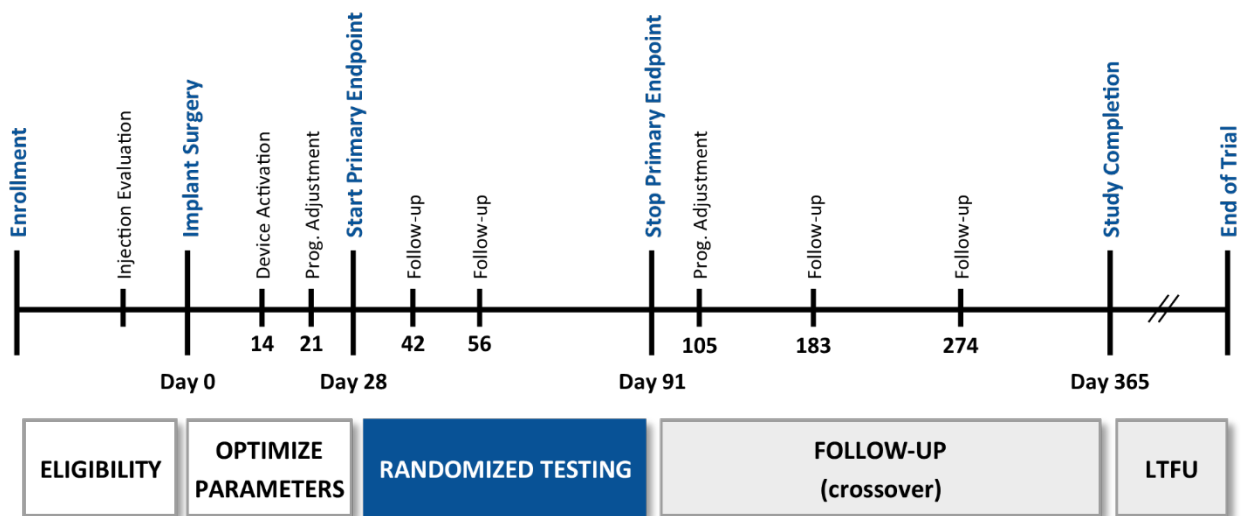 Enrollment
Injection Evaluation
Implant Surgery
Device Activation
Prog. Adjustment
Start Primary Endpoint
Follow-up
Follow-up
Stop Primary Endpoint
Prog. Adjustment
Follow-up
Follow-up
Study Completion
End of Trial
14
21
42
56
105
183
274
Day 0
Day 28
Day 91
Day 365
ELIGIBILITY
OPTIMIZE
PARAMETERS
RANDOMIZED TESTING
FOLLOW-UP
(crossover)
LTFU